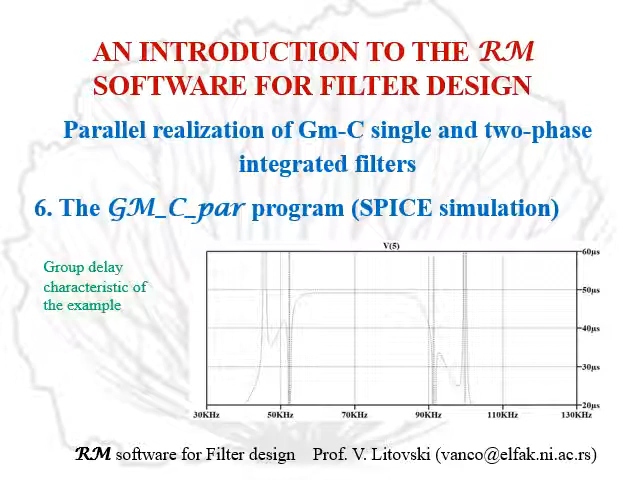 AN INTRODUCTION TO THE RM
SOFTWARE FOR FILTER DESIGN
Parallel realization of Gm-C single and two-phase
integrated filters
6. The GM_C_par program (SPICE simulation)
Group delay
characteristic of
the example
V(5)
60µs
50µs
40µs
30µs
20µs
30KHz 50KHz 70KHz 90KHz 110KHz 130KHz
RM software for Filter design Prof. V. Litovski (vanco@elfak.ni.ac.rs)